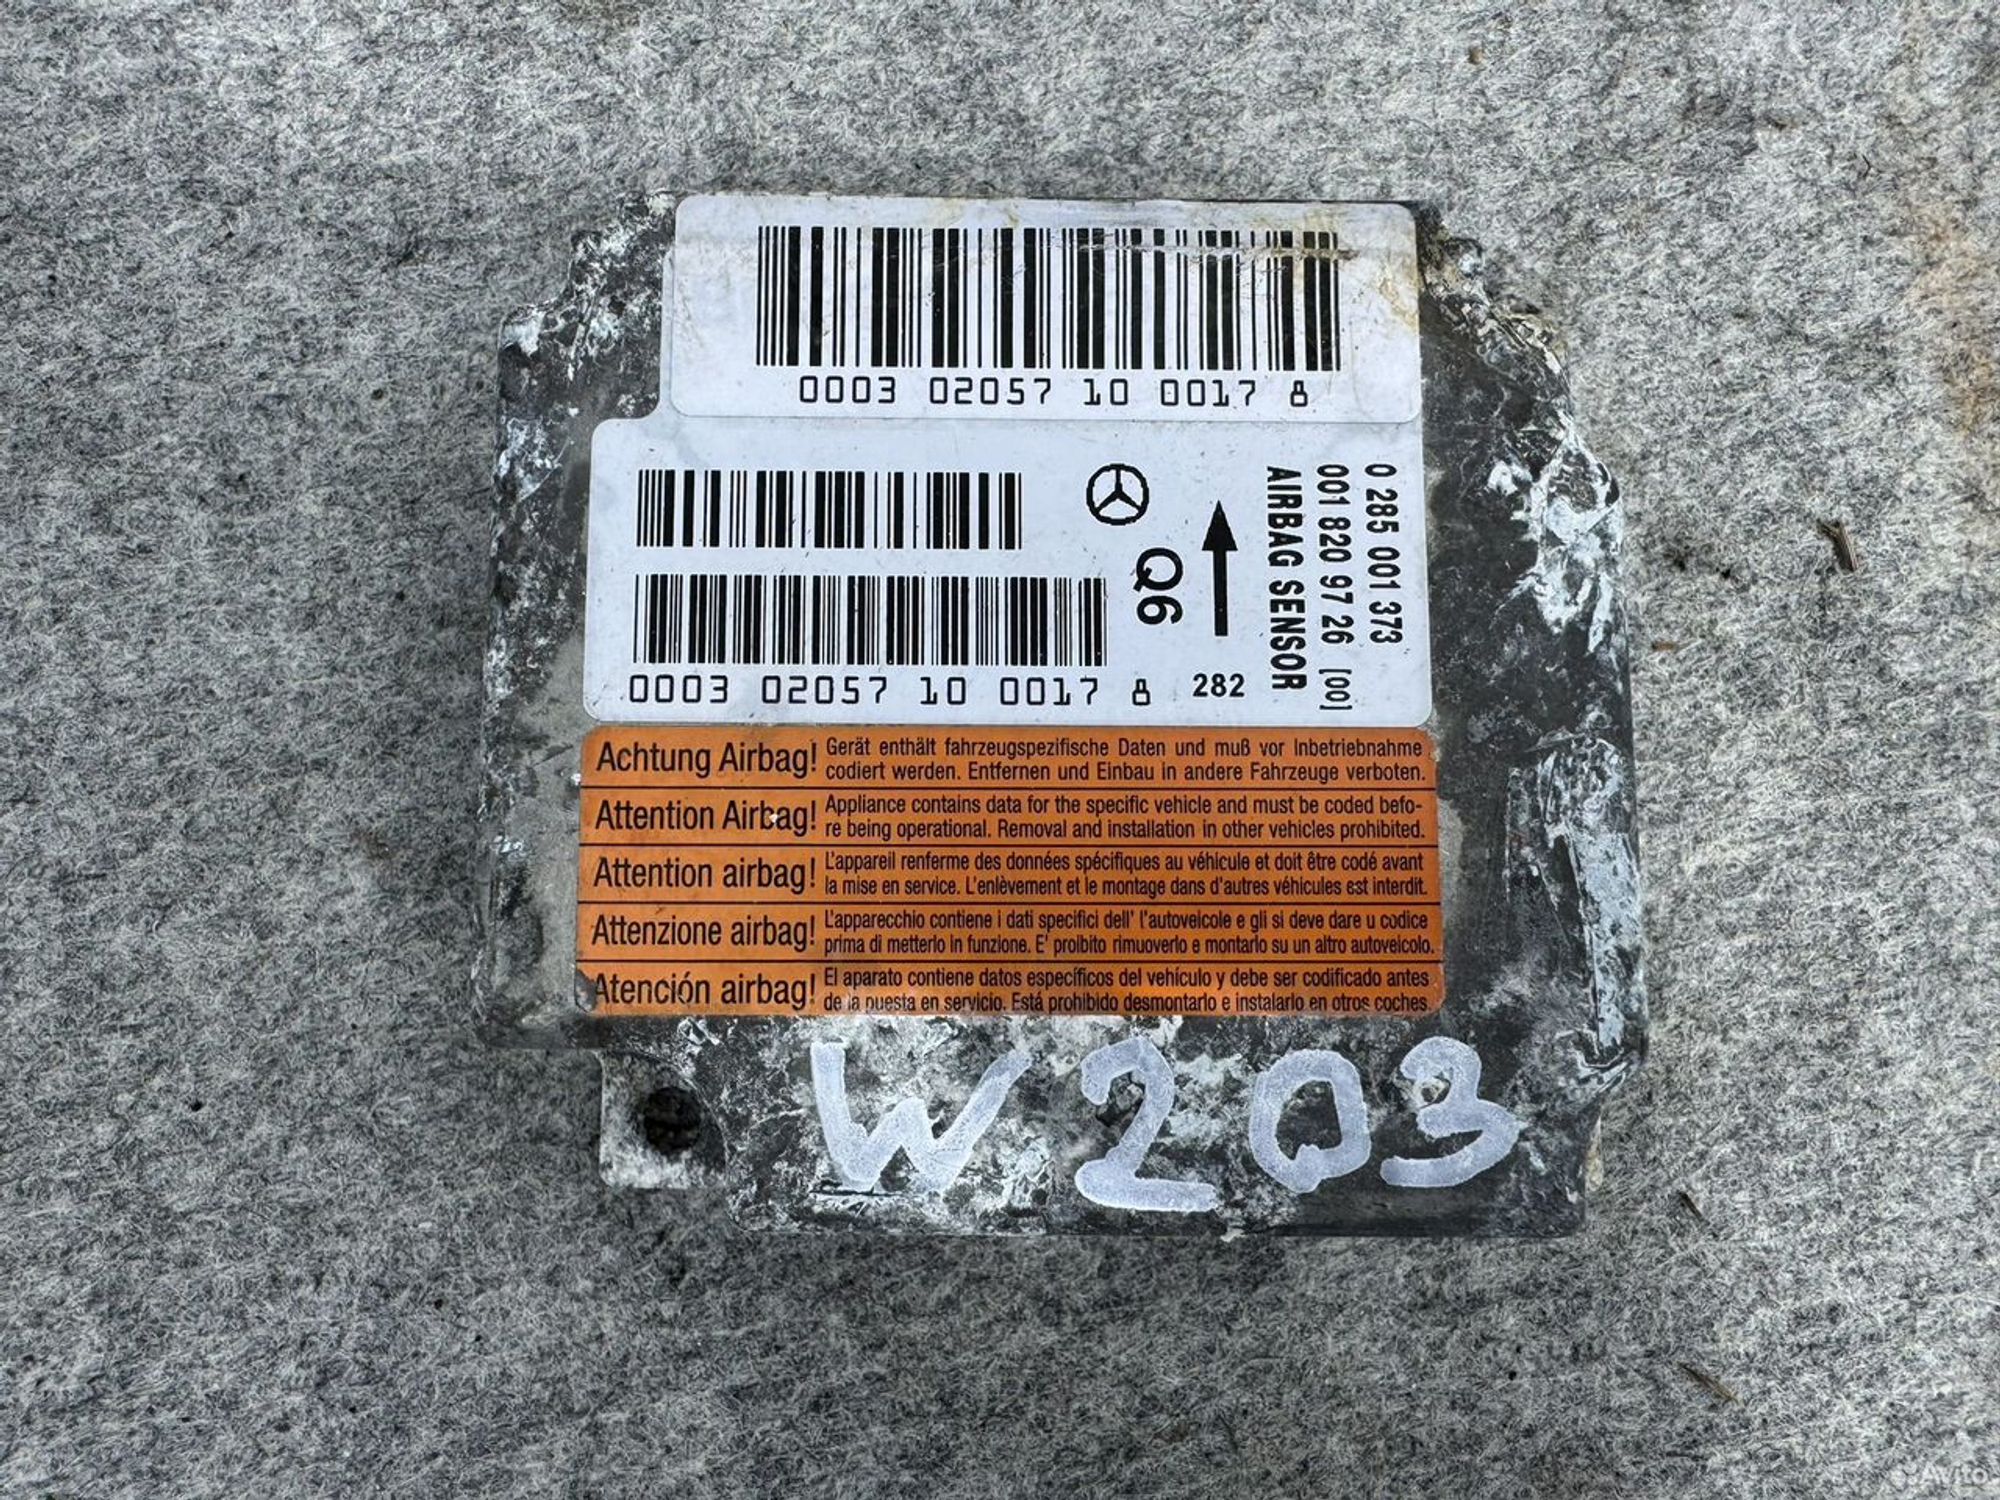 0003 02057 10 0017 8
0 285 001 373
001 820 97 26 [00]
AIRBAG SENSOR
Q6
282
0003 02057 10 0017 8
Achtung Airbag! Gerät enthält fahrzeugspezifische Daten und muß vor Inbetriebnahme
codiert werden. Entfernen und Einbau in andere Fahrzeuge verboten.
Attention Airbag! Appliance contains data for the specific vehicle and must be coded befo-
re being operational. Removal and installation in other vehicles prohibited.
Attention airbag! L'appareil renferme des données spécifiques au véhicule et doit être codé avant
la mise en service. L'enlèvement et le montage dans d'autres véhicules est interdit.
Attenzione airbag! L'apparecchio contiene i dati specifici dell' l'autoveicole e gli si deve dare u codice
prima di metterlo in funzione. E' proibito rimuoverlo e montarlo su un altro autoveicolo.
Atención airbag! El aparato contiene datos específicos del vehículo y debe ser codificado antes
de la puesta en servicio. Está prohibido desmontarlo e instalarlo en otros coches.
W203
Avito